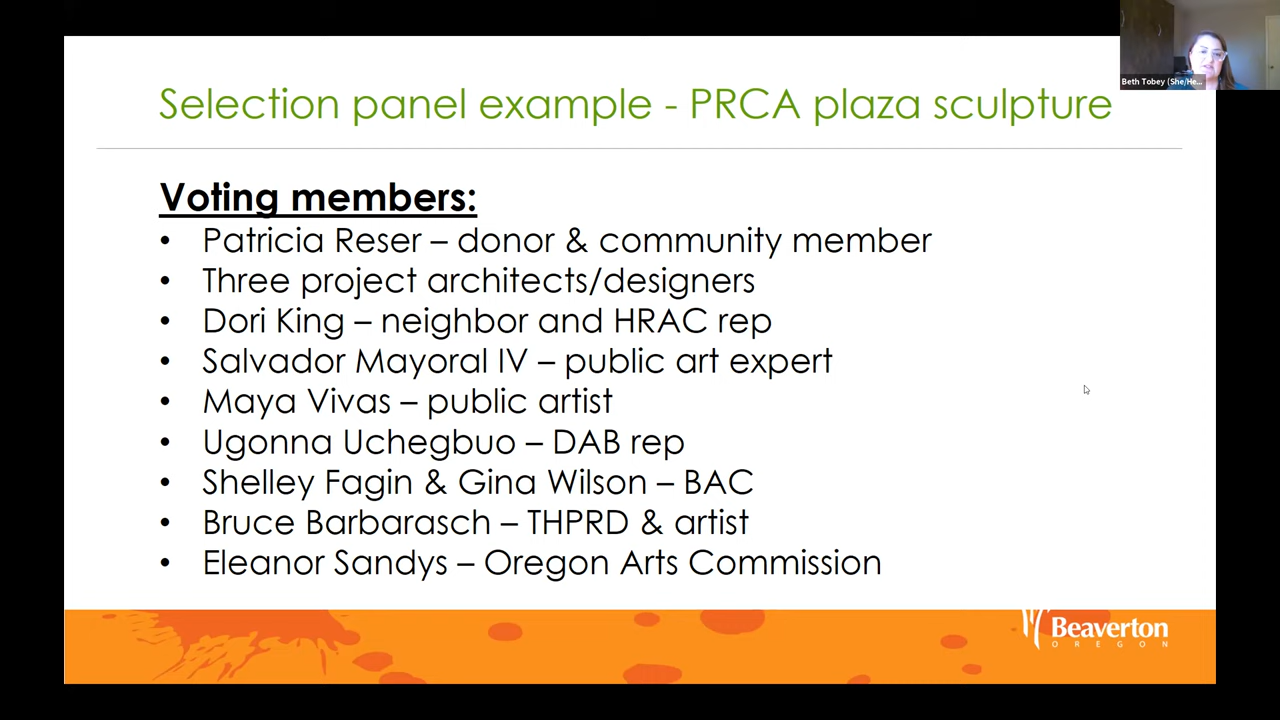 Beth Tobey (She/He...
Selection panel example - PRCA plaza sculpture
Voting members:
• Patricia Reser – donor & community member
• Three project architects/designers
• Dori King – neighbor and HRAC rep
• Salvador Mayoral IV – public art expert
• Maya Vivas – public artist
• Ugonna Uchegbuo – DAB rep
• Shelley Fagin & Gina Wilson – BAC
• Bruce Barbarasch – THPRD & artist
• Eleanor Sandys – Oregon Arts Commission
Beaverton
OREGON